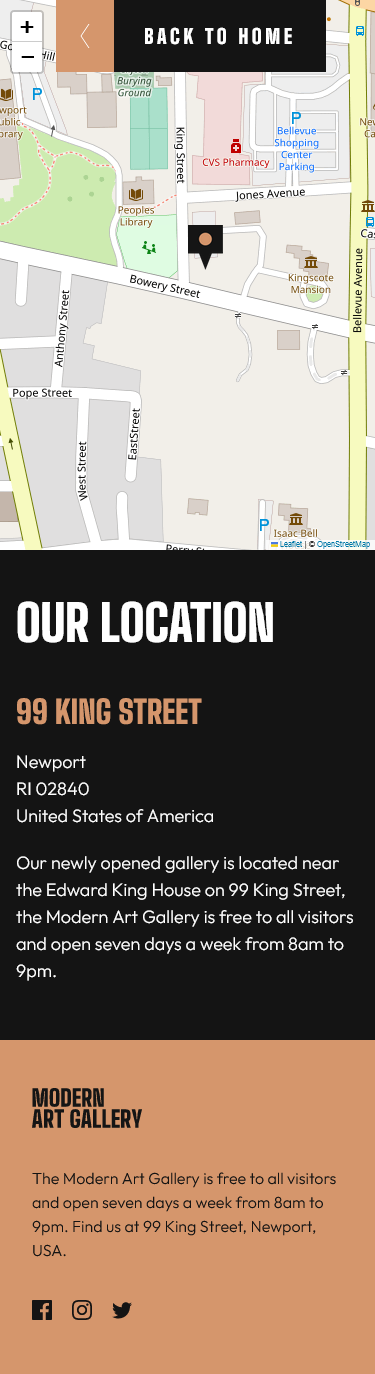 +
BACK TO HOME
−
Burying
Ground
P
King Street
P
Bellevue
Shopping
Center
Parking
CVS Pharmacy
Jones Avenue
Peoples
Library
Bellevue Avenue
Kingscote
Mansion
Bowery Street
Anthony Street
Pope Street
West Street
EastStreet
P
Isaac Bell
Leaflet | © OpenStreetMap
OUR LOCATION
99 KING STREET
Newport
RI 02840
United States of America
Our newly opened gallery is located near
the Edward King House on 99 King Street,
the Modern Art Gallery is free to all visitors
and open seven days a week from 8am to
9pm.
MODERN
ART GALLERY
The Modern Art Gallery is free to all visitors
and open seven days a week from 8am to
9pm. Find us at 99 King Street, Newport,
USA.